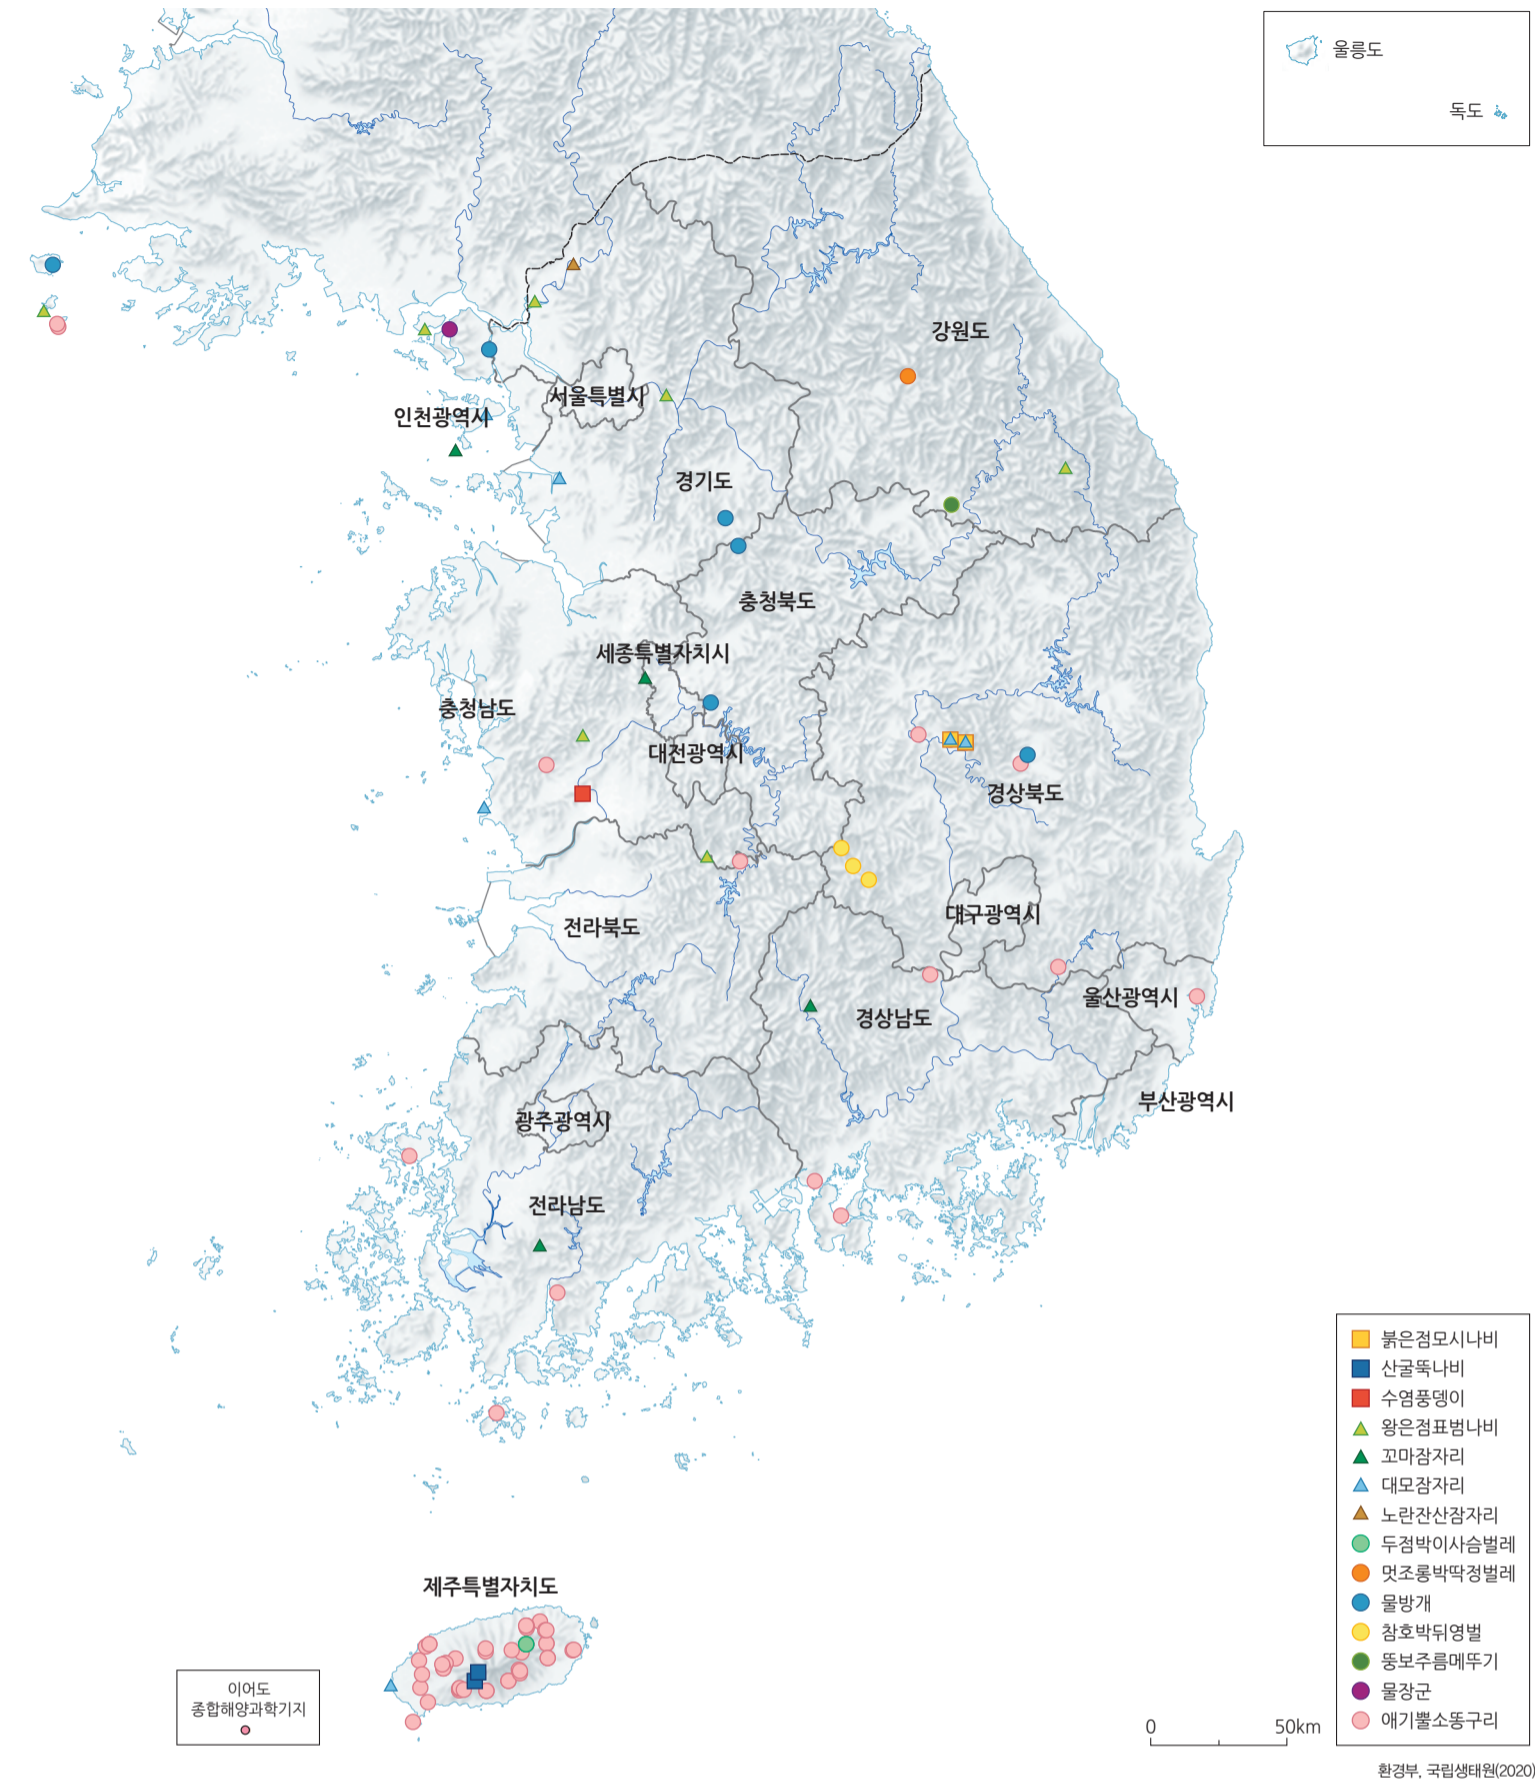 울릉도
독도
강원도
서울특별시
인천광역시
경기도
충청북도
세종특별자치시
충청남도
대전광역시
경상북도
대구광역시
전라북도
울산광역시
경상남도
부산광역시
광주광역시
전라남도
제주특별자치도
이어도
종합해양과학기지
붉은점모시나비
산굴뚝나비
수염풍뎅이
왕은점표범나비
꼬마잠자리
대모잠자리
노란잔산잠자리
두점박이사슴벌레
멋조롱박딱정벌레
물방개
참호박뒤영벌
뚱보주름메뚜기
물장군
애기뿔소똥구리
0 50km
환경부, 국립생태원(2020)